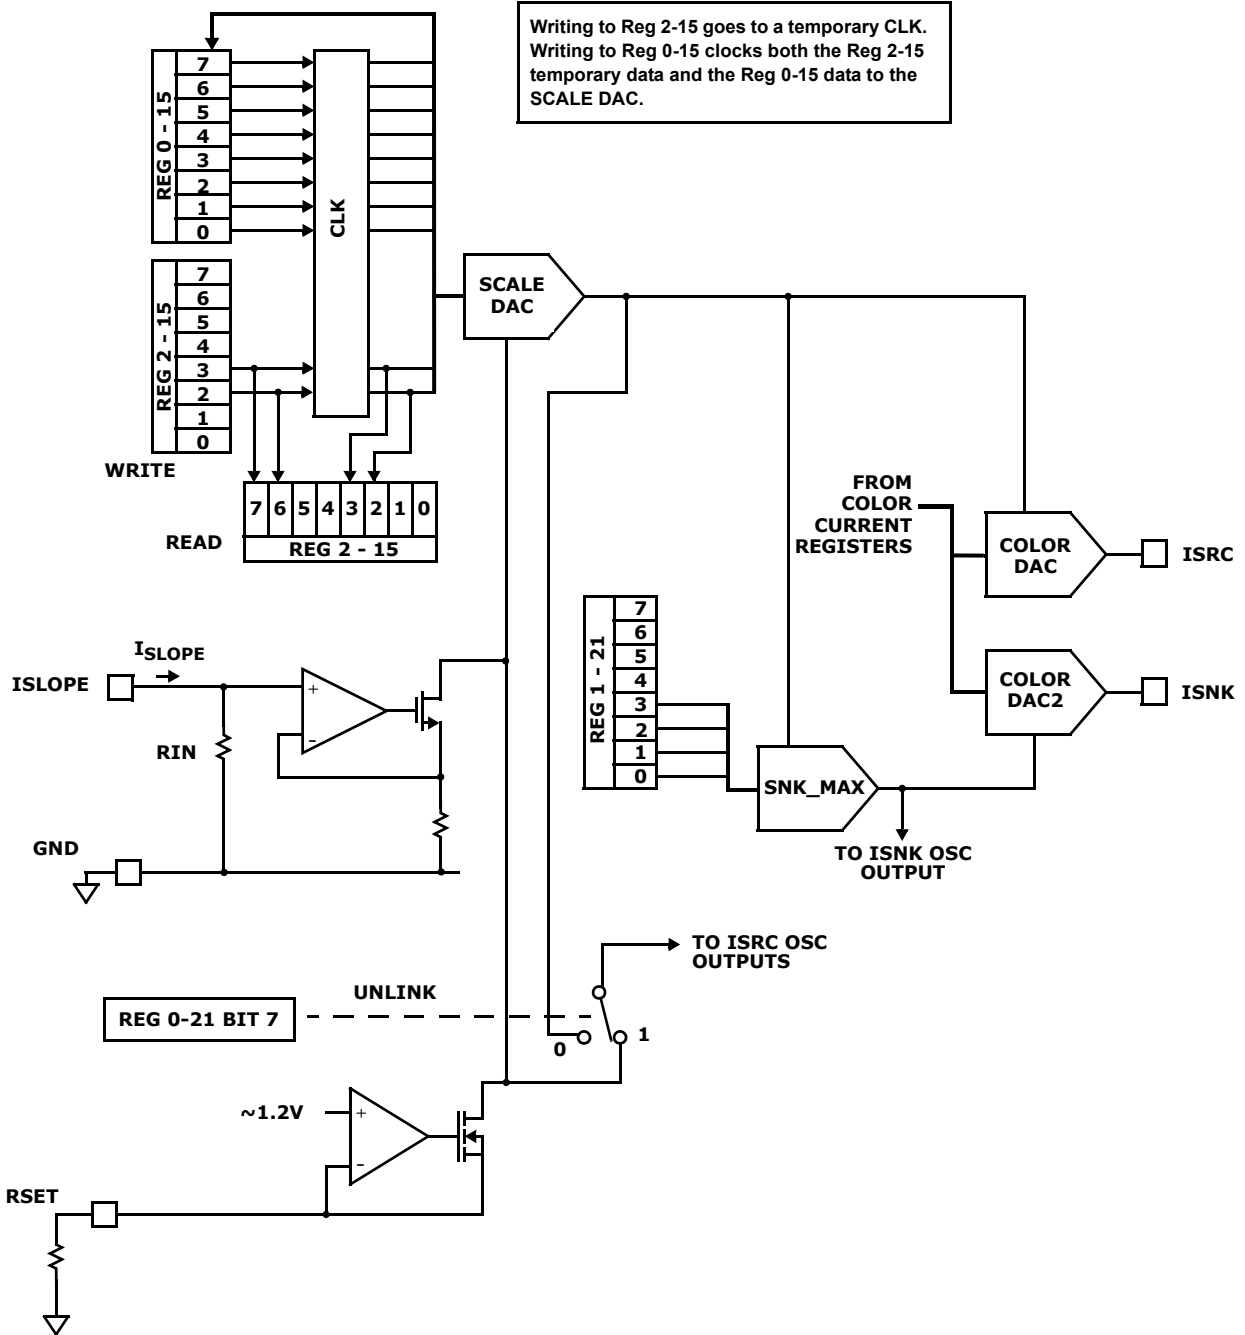 Writing to Reg 2-15 goes to a temporary CLK.
Writing to Reg 0-15 clocks both the Reg 2-15
temporary data and the Reg 0-15 data to the
SCALE DAC.
REG 0 - 15
7
6
5
4
3
2
1
0
CLK
REG 2 - 15
7
6
5
4
3
2
1
0
WRITE
SCALE
DAC
7 6 5 4 3 2 1 0
READ
REG 2 - 15
FROM
COLOR
CURRENT
REGISTERS
COLOR
DAC
ISRC
COLOR
DAC2
ISNK
REG 1 - 21
7
6
5
4
3
2
1
0
SNK_MAX
TO ISNK OSC
OUTPUT
ISLOPE
ISLOPE
+
-
RIN
GND
TO ISRC OSC
OUTPUTS
UNLINK
REG 0-21 BIT 7
0
1
~1.2V
+
-
RSET